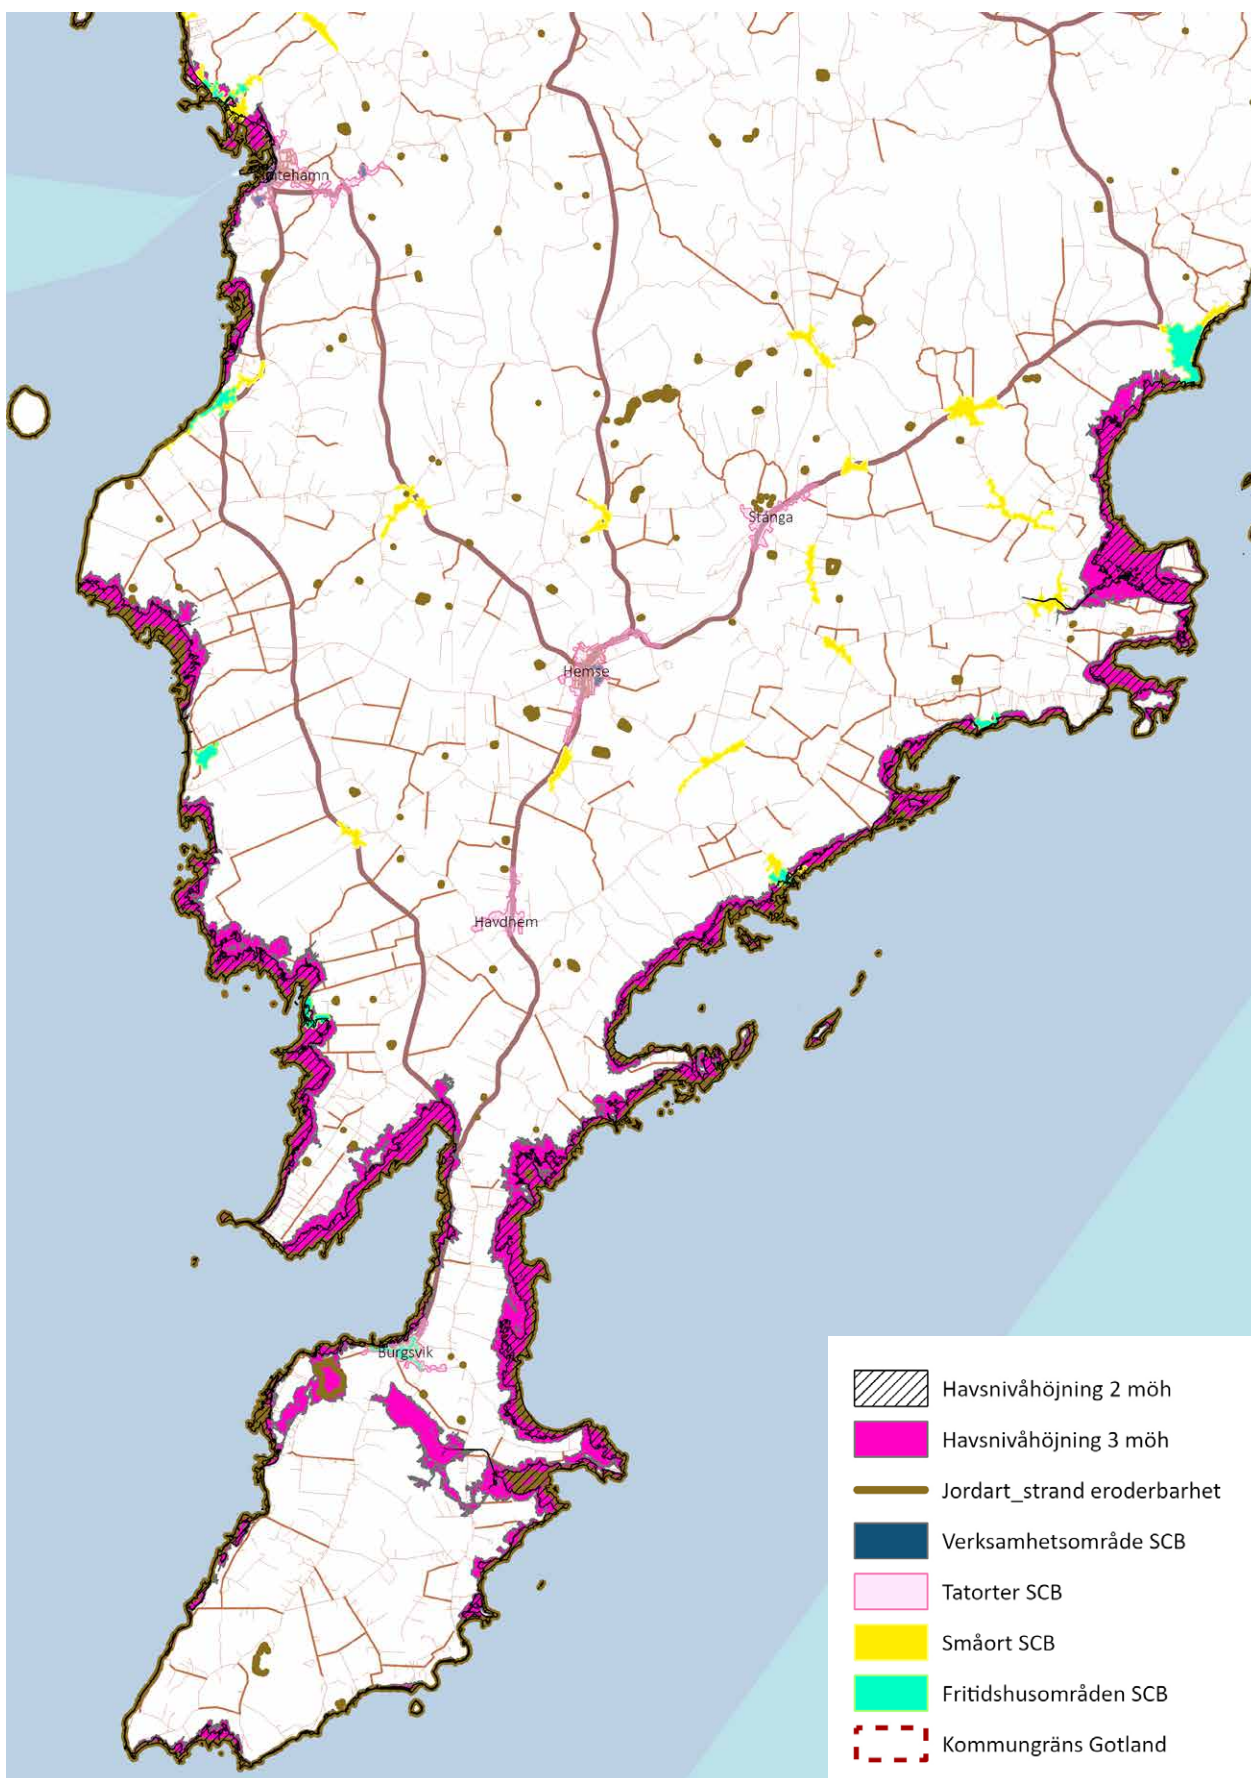 Stånga
Hemse
Havdhem
Burgsvik
Havsnivåhöjning 2 möh
Havsnivåhöjning 3 möh
Jordart_strand eroderbarhet
Verksamhetsområde SCB
Tatorter SCB
Småort SCB
Fritidshusområden SCB
Kommungräns Gotland